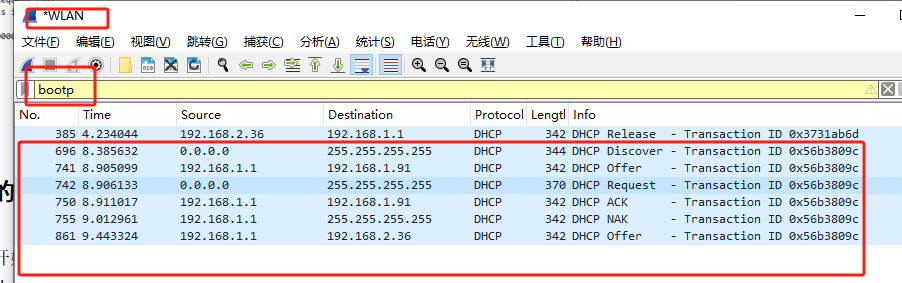 *WLAN
文件(F) 编辑(E) 视图(V) 跳转(G) 捕获(C) 分析(A) 统计(S) 电话(Y) 无线(W) 工具(T) 帮助(H)
bootp
No. Time Source Destination Protocol Lengtl Info
385 4.234044 192.168.2.36 192.168.1.1 DHCP 342 DHCP Release - Transaction ID 0x3731ab6d
696 8.385632 0.0.0.0 255.255.255.255 DHCP 344 DHCP Discover - Transaction ID 0x56b3809c
741 8.905099 192.168.1.1 192.168.1.91 DHCP 342 DHCP Offer - Transaction ID 0x56b3809c
742 8.906133 0.0.0.0 255.255.255.255 DHCP 370 DHCP Request - Transaction ID 0x56b3809c
750 8.911017 192.168.1.1 192.168.1.91 DHCP 342 DHCP ACK - Transaction ID 0x56b3809c
755 9.012961 192.168.1.1 255.255.255.255 DHCP 342 DHCP NAK - Transaction ID 0x56b3809c
861 9.443324 192.168.1.1 192.168.2.36 DHCP 342 DHCP Offer - Transaction ID 0x56b3809c